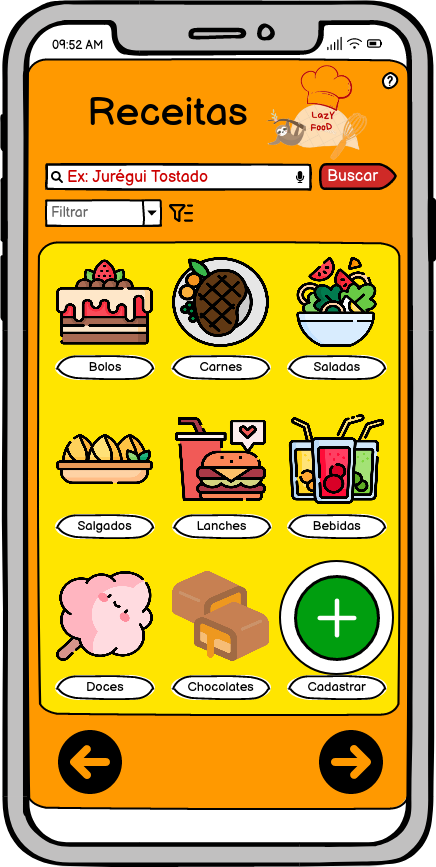 09:52 AM
?
Receitas
LaZY
FooD
Ex: Jurégui Tostado
Buscar
Filtrar
Bolos
Carnes
Saladas
Salgados
Lanches
Bebidas
Doces
Chocolates
Cadastrar